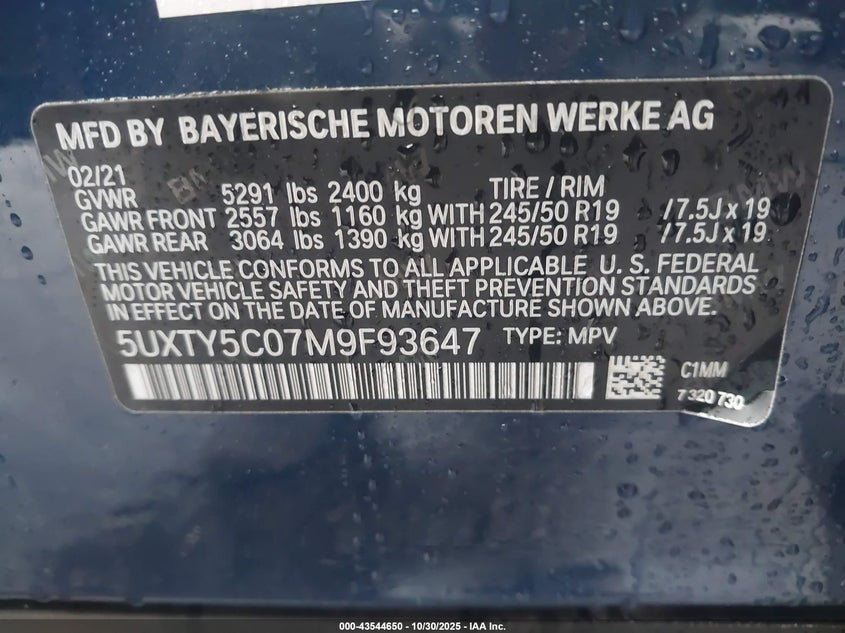 MFD BY BAYERISCHE MOTOREN WERKE AG
02/21 TIRE / RIM
GVWR 5291 lbs 2400 kg
GAWR FRONT 2557 lbs 1160 kg WITH 245/50 R19 /7.5J x 19
GAWR REAR 3064 lbs 1390 kg WITH 245/50 R19 /7.5J x 19
THIS VEHICLE CONFORMS TO ALL APPLICABLE U. S. FEDERAL
MOTOR VEHICLE SAFETY AND THEFT PREVENTION STANDARDS
IN EFFECT ON THE DATE OF MANUFACTURE SHOWN ABOVE.
5UXTY5C07M9F93647 TYPE: MPV
C1MM
7320730
000-43544650 - 10/30/2025 - IAA Inc.